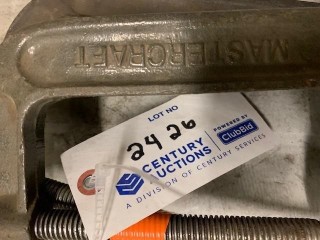 MASTERCRAFT
LOT NO
2426
POWERED BY
ClubBid
CENTURY
AUCTIONS
A DIVISION OF CENTURY SERVICES